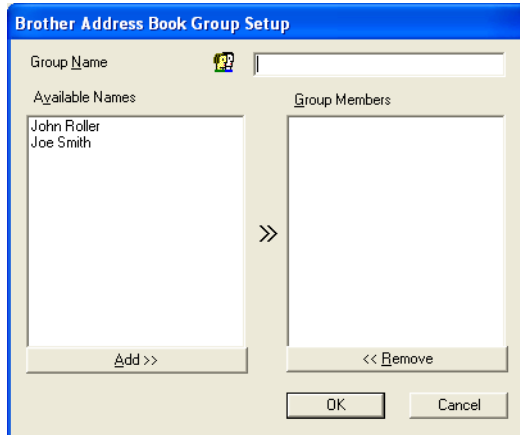 Brother Address Book Group Setup
Group Name
Available Names
Group Members
John Roller
Joe Smith
>>
Add >>
<< Remove
OK
Cancel